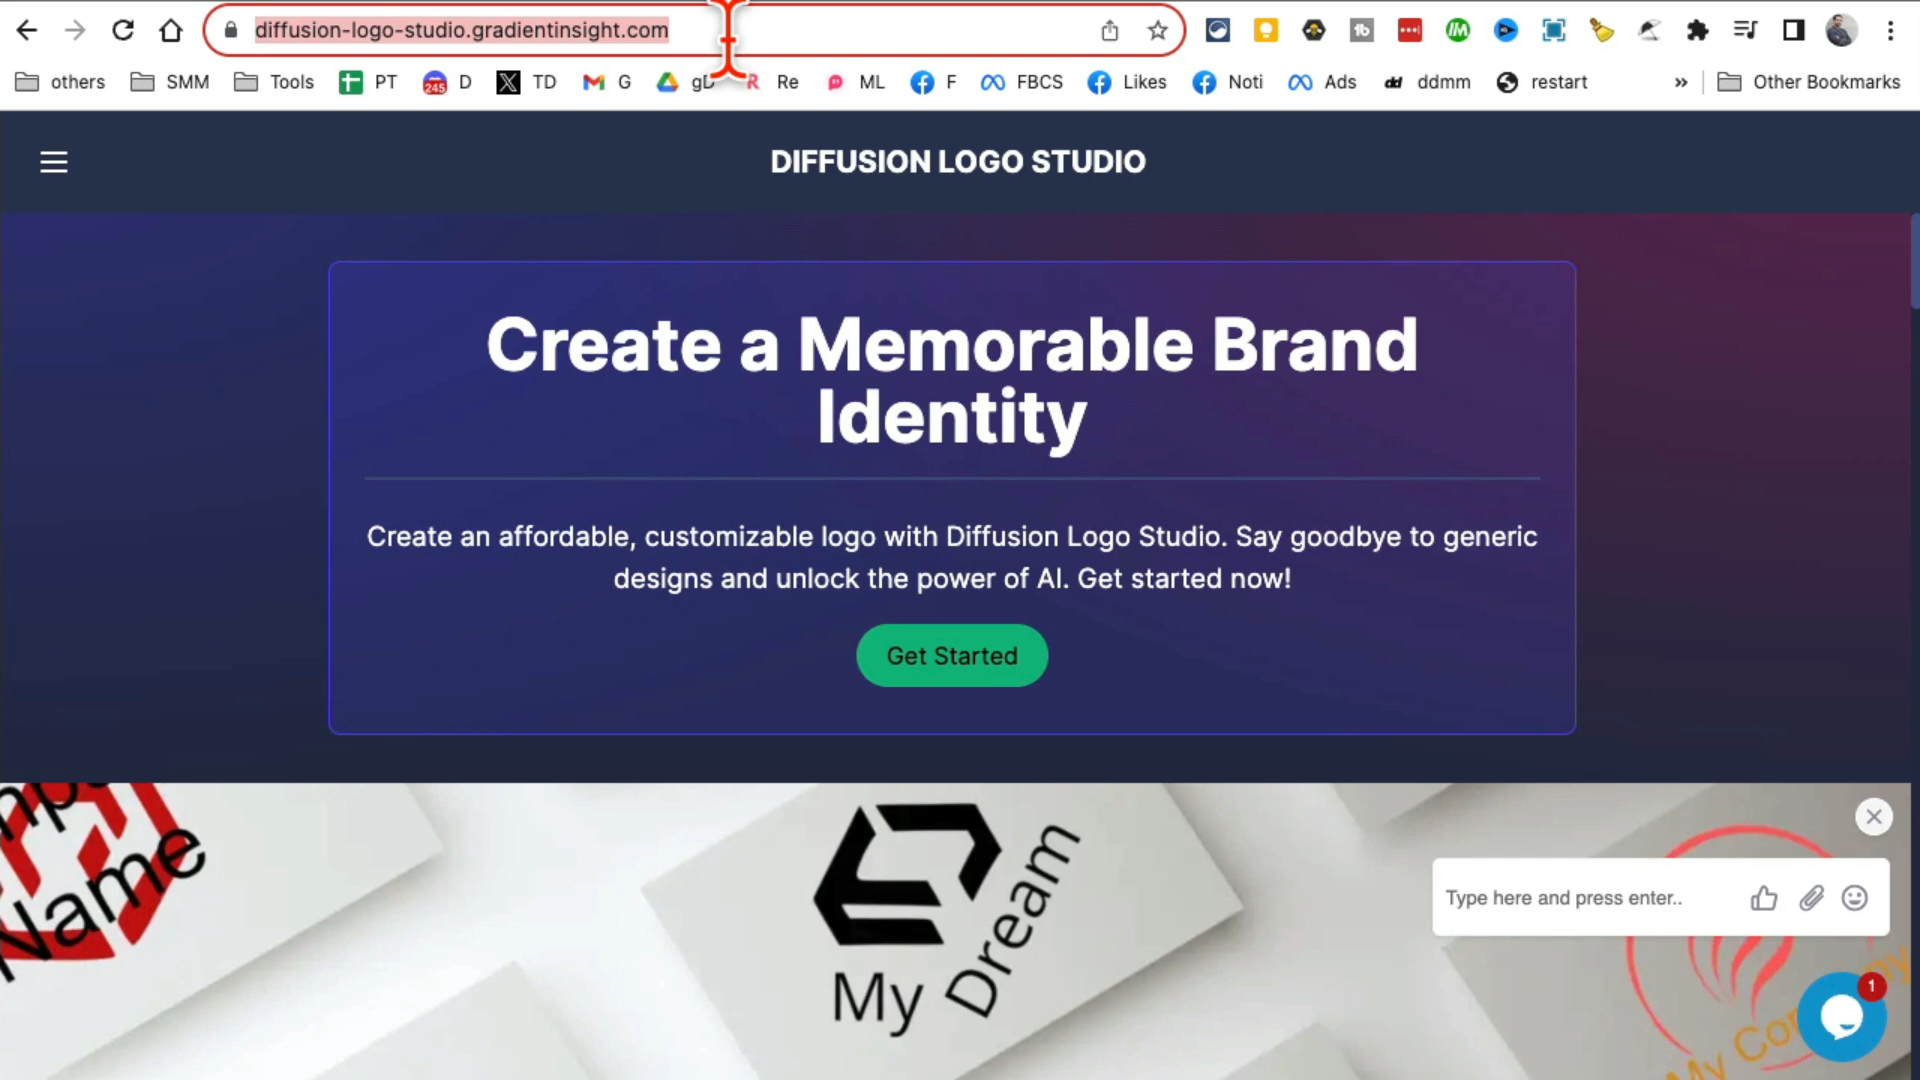 diffusion-logo-studio.gradientinsight.com
others SMM Tools PT 245 D TD G Re ML F FBCS Likes Noti Ads dd ddmm restart » Other Bookmarks
DIFFUSION LOGO STUDIO
Create a Memorable Brand
Identity
Create an affordable, customizable logo with Diffusion Logo Studio. Say goodbye to generic
designs and unlock the power of AI. Get started now!
Get Started
Name
My Dream
Type here and press enter..
1